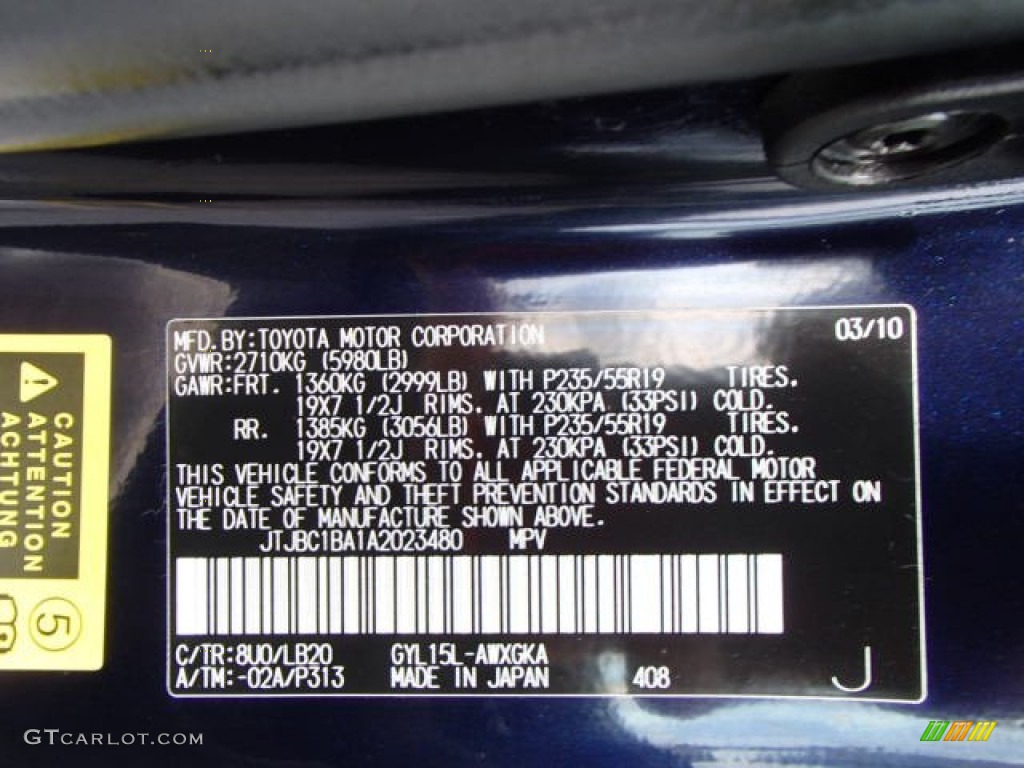 MFD.BY:TOYOTA MOTOR CORPORATION 03/10
GVWR:2710KG (5980LB)
GAWR:FRT. 1360KG (2999LB) WITH P235/55R19 TIRES.
19X7 1/2J RIMS. AT 230KPA (33PSI) COLD.
RR. 1385KG (3056LB) WITH P235/55R19 TIRES.
19X7 1/2J RIMS. AT 230KPA (33PSI) COLD.
THIS VEHICLE CONFORMS TO ALL APPLICABLE FEDERAL MOTOR
VEHICLE SAFETY AND THEFT PREVENTION STANDARDS IN EFFECT ON
THE DATE OF MANUFACTURE SHOWN ABOVE.
JTJBC1BA1A2023480 MPV
C/TR:8U0/LB20 GYL15L-AWXGKA
A/TM:-02A/P313 MADE IN JAPAN 408 J
CAUTION
ATTENTION
ACHTUNG
5
GTCARLOT.COM